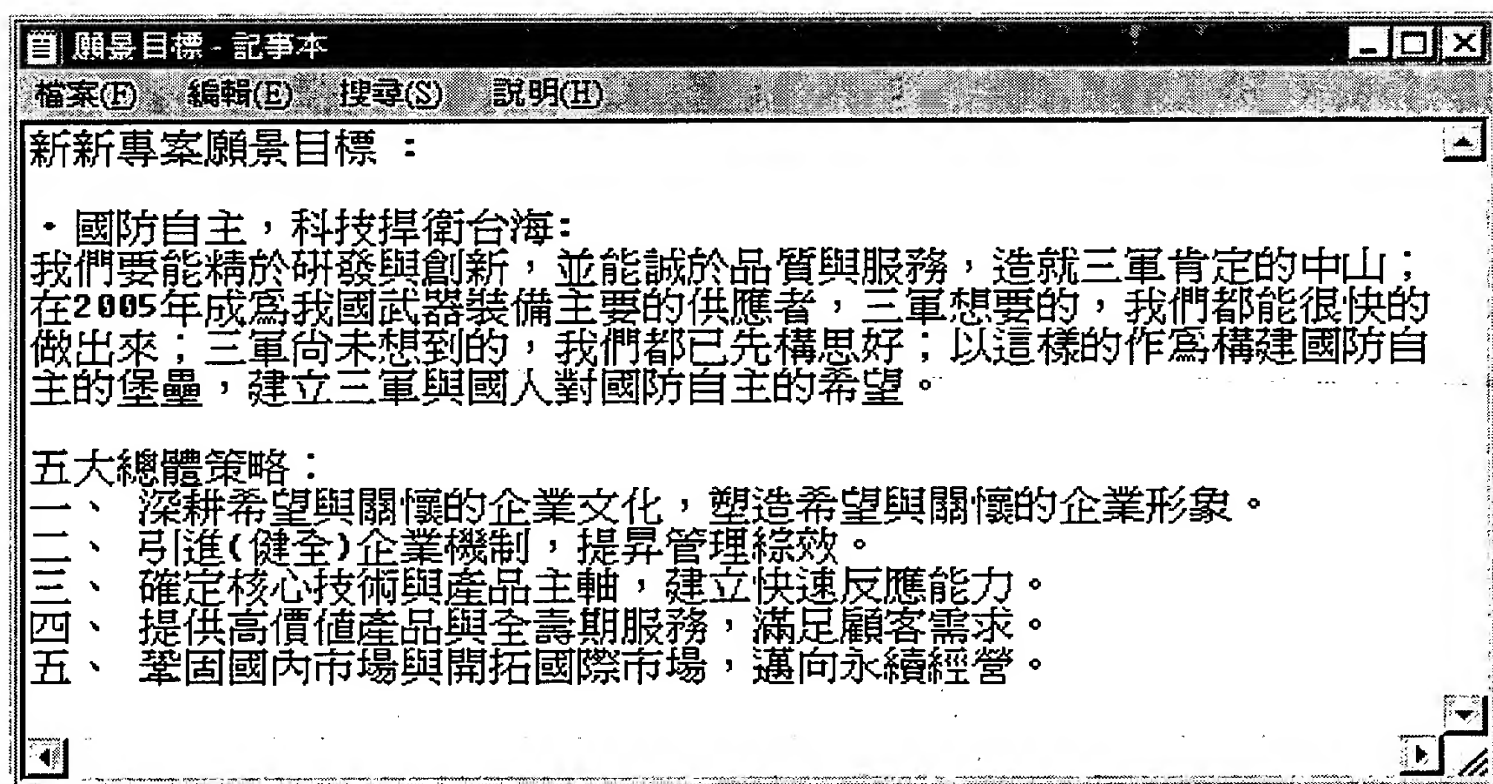 願景目標 - 記事本
檔案(F) 編輯(E) 搜尋(S) 說明(H)
新新專案願景目標 :
・國防自主，科技捍衛台海:
我們要能精於研發與創新，並能誠於品質與服務，造就三軍肯定的中山；
在2005年成為我國武器裝備主要的供應者，三軍想要的，我們都能很快的
做出來；三軍尚未想到的，我們都已先構思好；以這樣的作為構建國防自
主的堡壘，建立三軍與國人對國防自主的希望。
五大總體策略：
一、 深耕希望與關懷的企業文化，塑造希望與關懷的企業形象。
二、 引進(健全)企業機制，提昇管理綜效。
三、 確定核心技術與產品主軸，建立快速反應能力。
四、 提供高價值產品與全壽期服務，滿足顧客需求。
五、 鞏固國內市場與開拓國際市場，邁向永續經營。